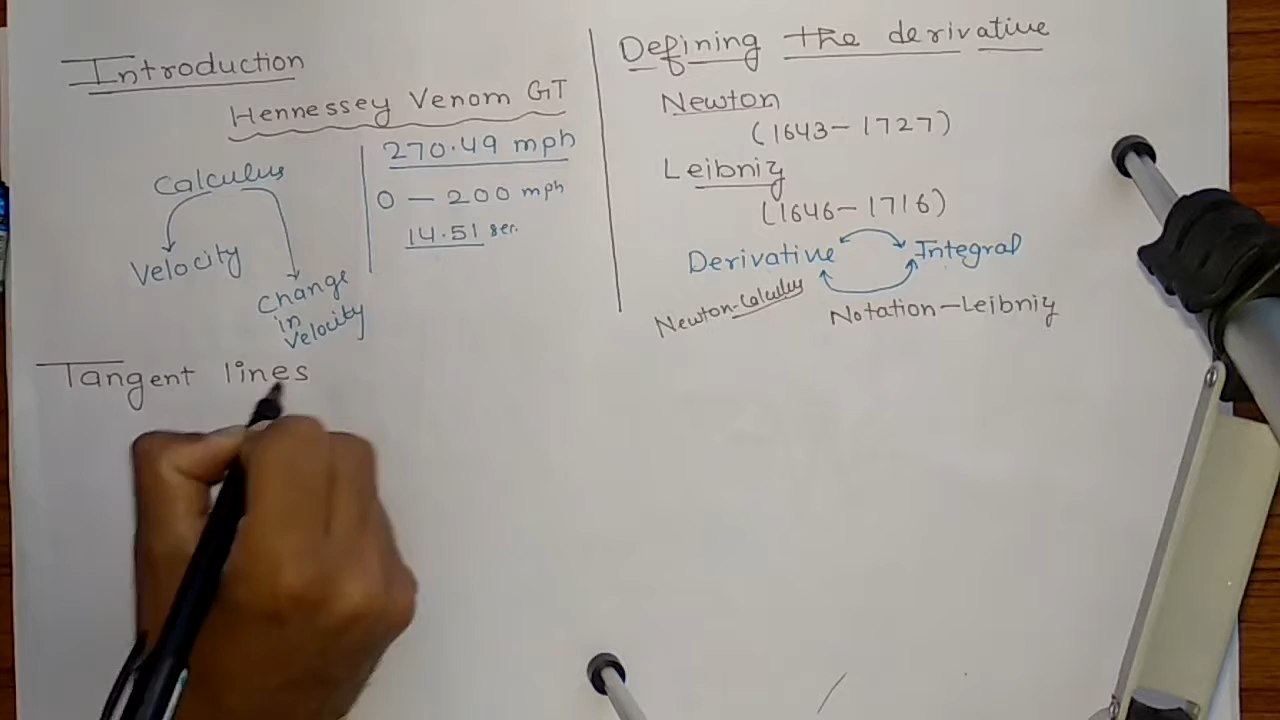 Introduction
Hennessey Venom GT
Calculus
Velocity
Change
in
Velocity
270.49 mph
0 – 200 mph
14.51 sec.
Defining the derivative
Newton
(1643 – 1727)
Leibniz
(1646 – 1716)
Derivative Integral
Newton-Calculus
Notation – Leibniz
Tangent lines